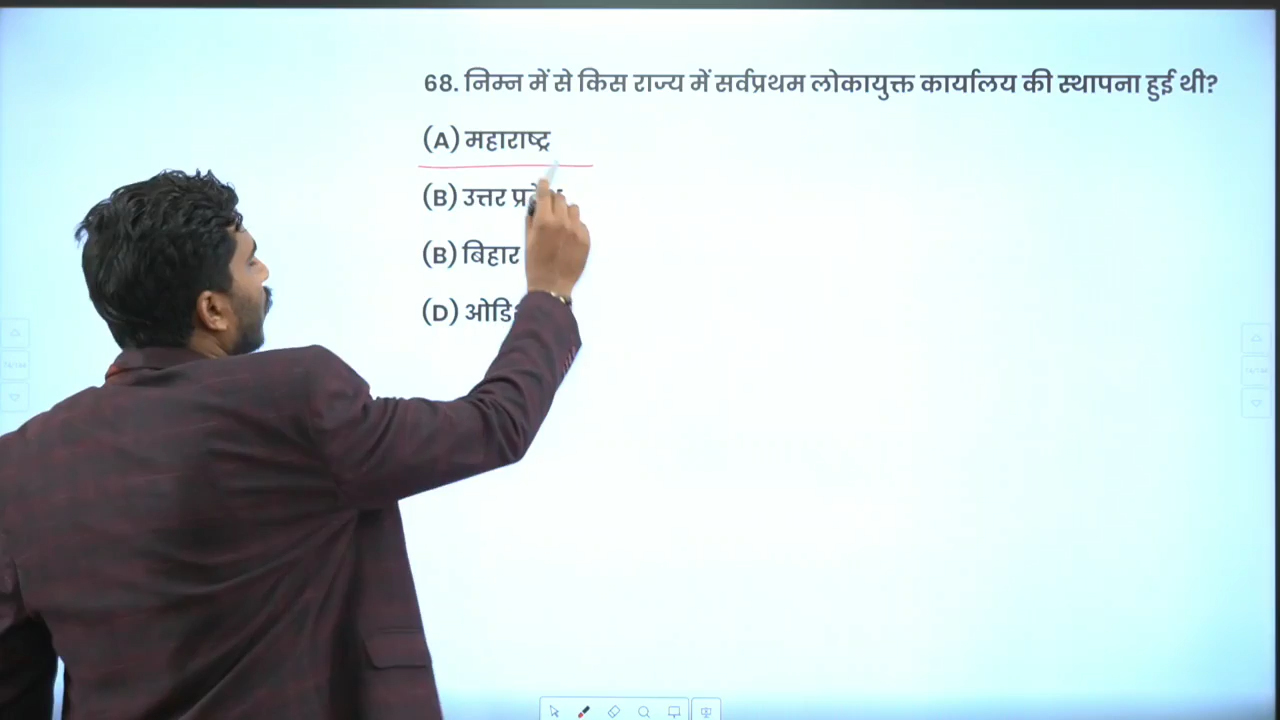 68. निम्न में से किस राज्य में सर्वप्रथम लोकायुक्त कार्यालय की स्थापना हुई थी?
(A) महाराष्ट्र
(B) उत्तर
(B) बिहार
(D)